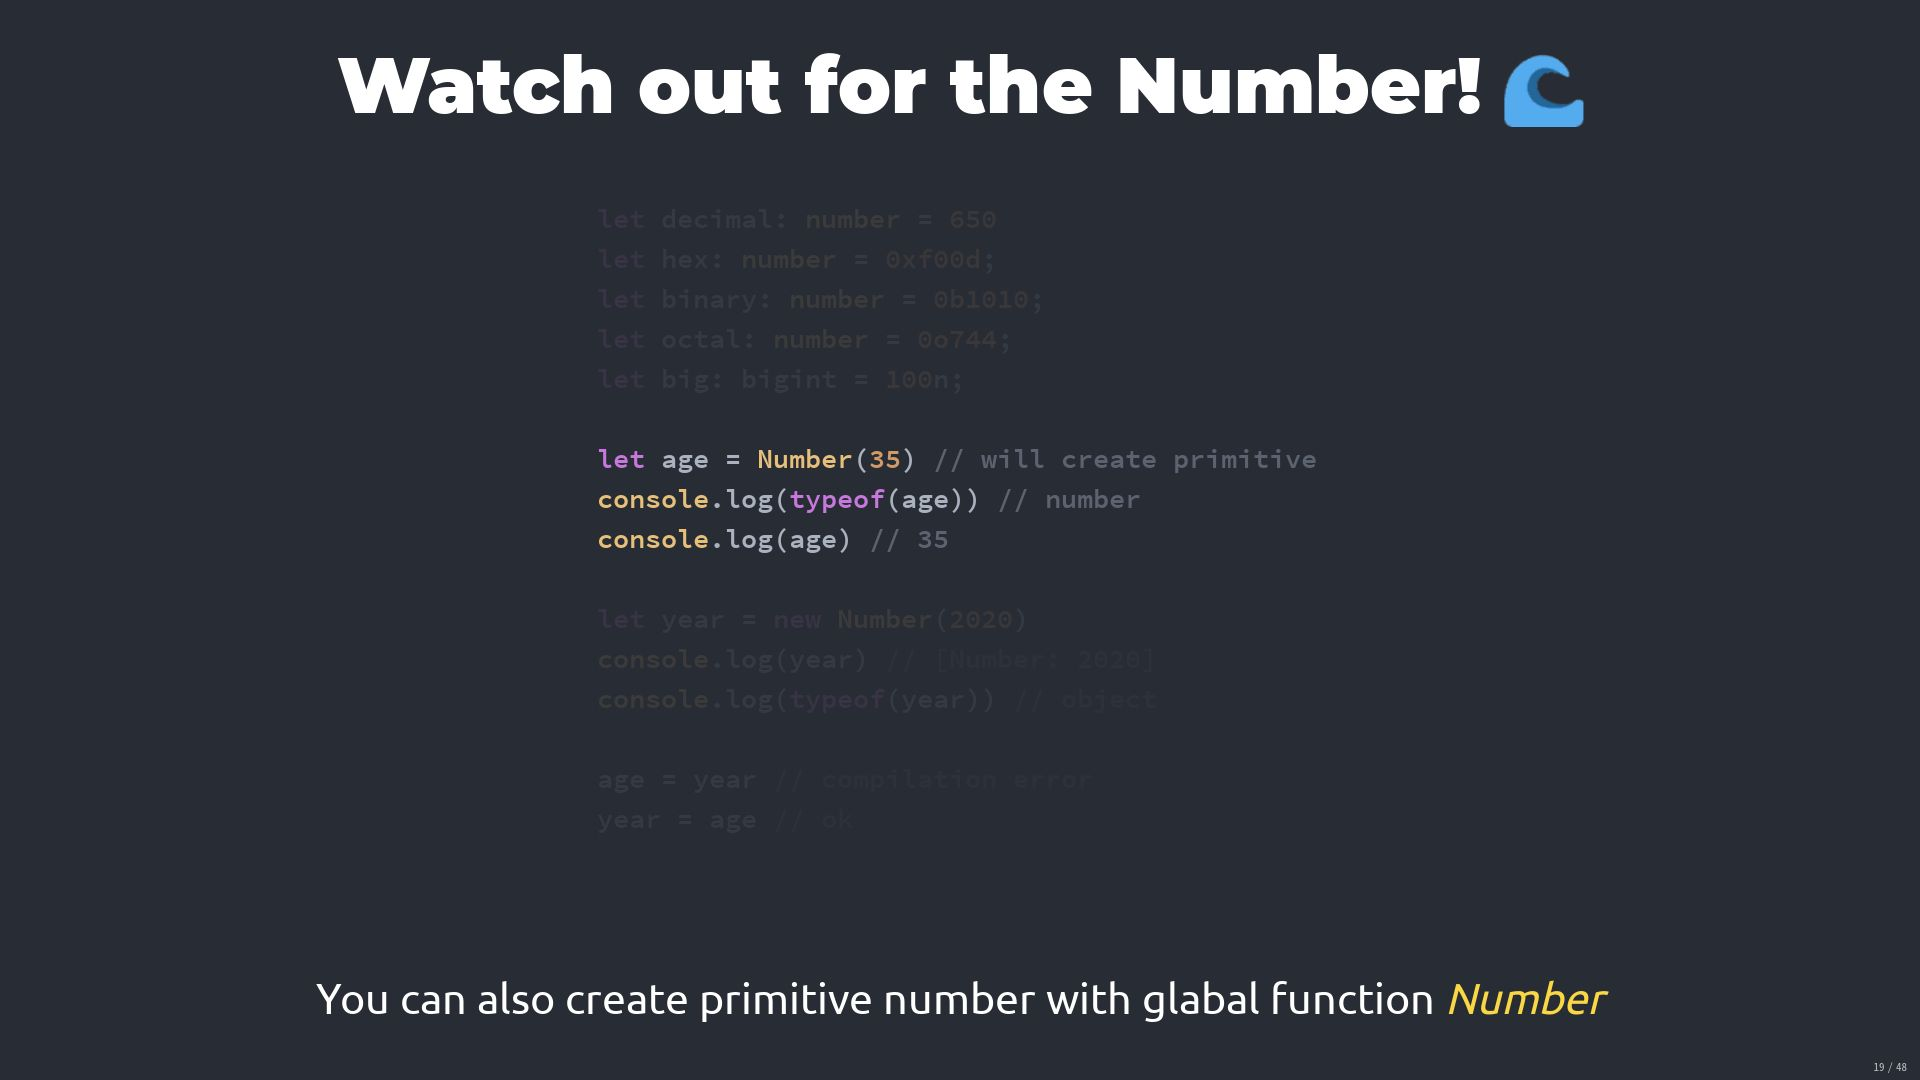 Watch out for the Number! 🌊
let decimal: number = 650
let hex: number = 0xf00d;
let binary: number = 0b1010;
let octal: number = 0o744;
let big: bigint = 100n;
let age = Number(35) // will create primitive
console.log(typeof(age)) // number
console.log(age) // 35
let year = new Number(2020)
console.log(year) // [Number: 2020]
console.log(typeof(year)) // object
age = year // compilation error
year = age // ok
You can also create primitive number with glabal function Number
19 / 48